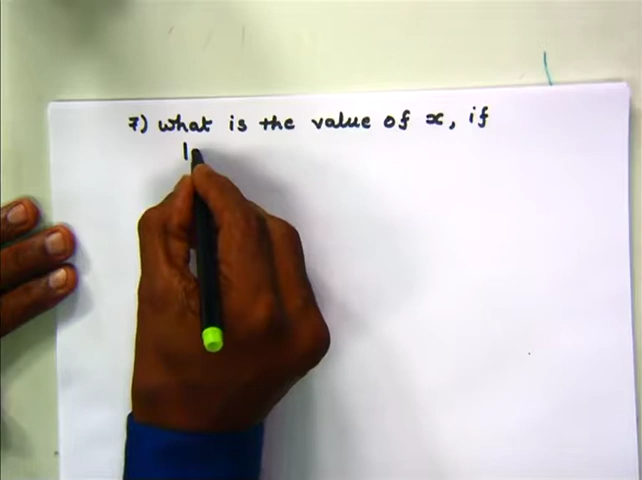 7) What is the value of x, if